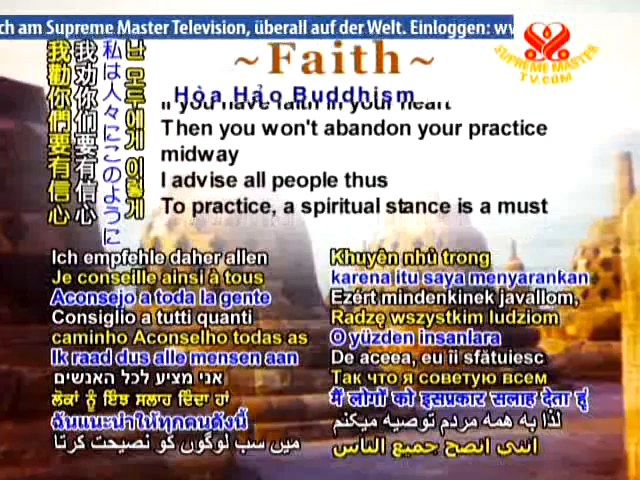 ch am Supreme Master Television, überall auf der Welt. Einloggen: ww
SUPREME MASTER
TV.COM
~Faith~
Hòa Hảo Buddhism
我勸你們要有信心
我劝你们要有信心
私は人々にこのように
난 모두에게 이렇게
If you have faith in your heart
Then you won't abandon your practice
midway
I advise all people thus
To practice, a spiritual stance is a must
Ich empfehle daher allen
Je conseille ainsi à tous
Aconsejo a toda la gente
Consiglio a tutti quanti
caminho Aconselho todas as
Ik raad dus alle mensen aan
אני מציע לכל האנשים
ਲੋਕਾਂ ਨੂੰ ਇੰਝ ਸਲਾਹ ਦਿੰਦਾ ਹਾਂ
ฉันแนะนำให้ทุกคนดังนี้
میں سب لوگوں کو نصیحت کرتا
Khuyên nhủ trong
karena itu saya menyarankan
Ezért mindenkinek javallom,
Radzę wszystkim ludziom
O yüzden insanlara
De aceea, eu îi sfătuiesc
Так что я советую всем
मैं लोगों को इसप्रकार सलाह देता हूं
لذا به همه مردم توصیه میکنم
انني انصح جميع الناس